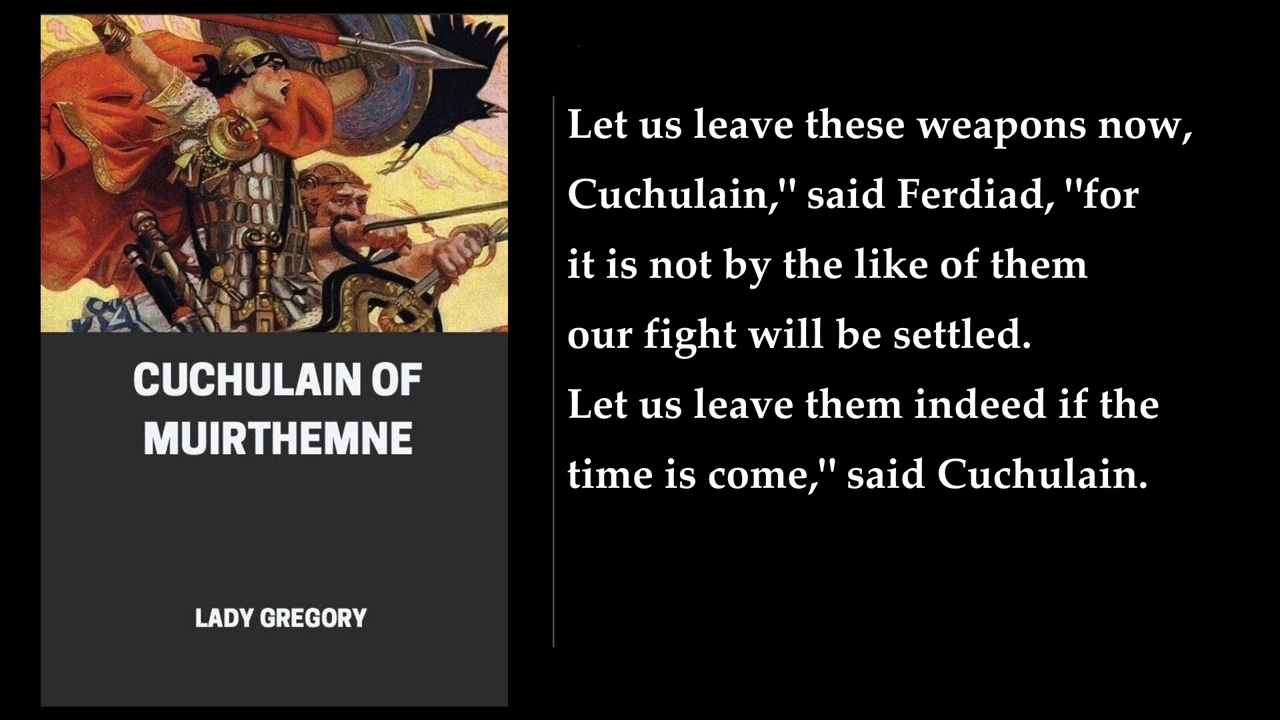 CUCHULAIN OF
MUIRTHEMNE
LADY GREGORY
Let us leave these weapons now,
Cuchulain," said Ferdiad, "for
it is not by the like of them
our fight will be settled.
Let us leave them indeed if the
time is come," said Cuchulain.